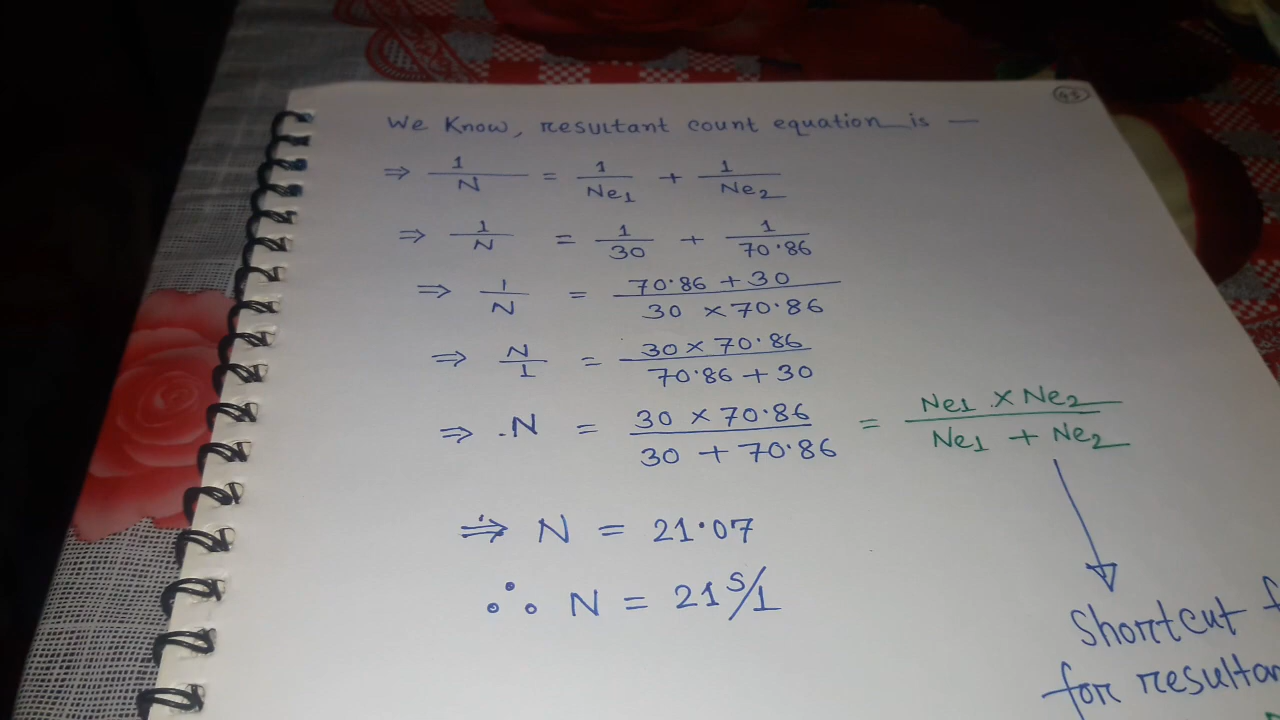 45
We Know, resultant count equation is —
⇒ 1/N = 1/Ne1 + 1/Ne2
⇒ 1/N = 1/30 + 1/70.86
⇒ 1/N = 70.86 + 30 / 30 × 70.86
⇒ N/1 = 30 × 70.86 / 70.86 + 30
⇒ N = 30 × 70.86 / 30 + 70.86 = Ne1 × Ne2 / Ne1 + Ne2
⇒ N = 21.07
∴ N = 21 S/1
Shortcut
for resultan